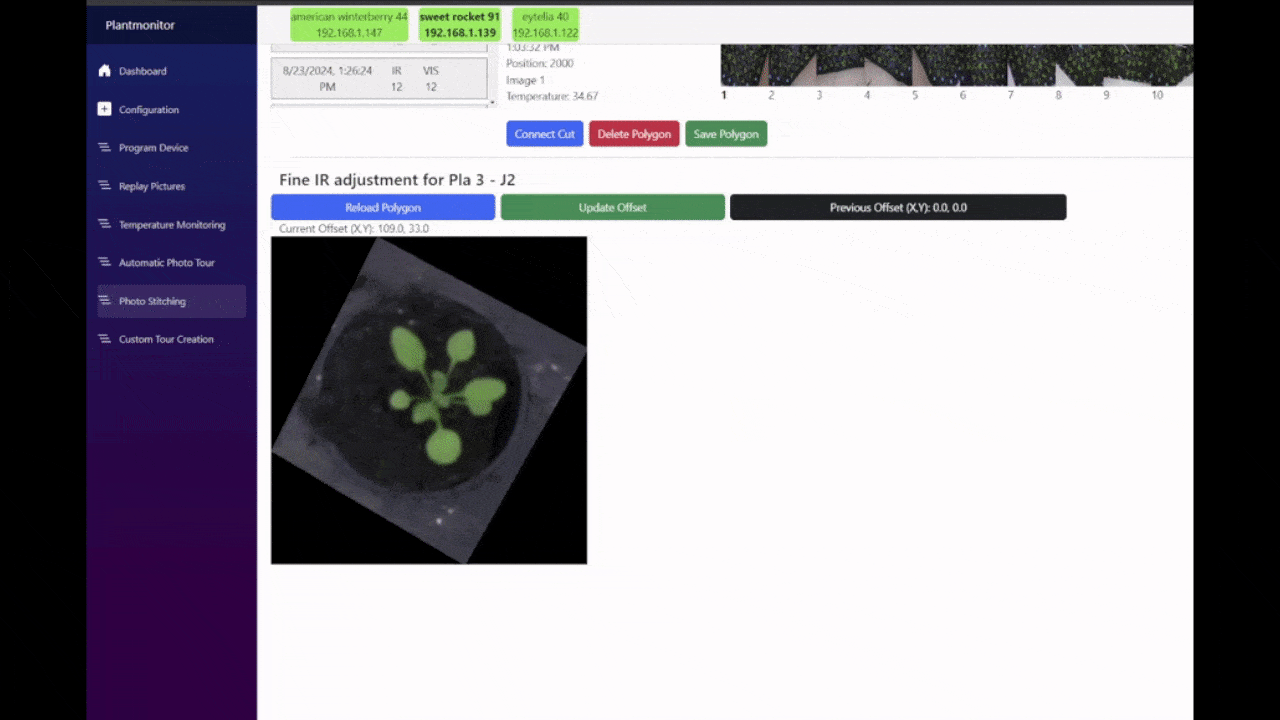 Plantmonitor
american winterberry 44
192.168.1.147
sweet rocket 91
192.168.1.139
eytelia 40
192.168.1.122
Dashboard
Configuration
Program Device
Replay Pictures
Temperature Monitoring
Automatic Photo Tour
Photo Stitching
Custom Tour Creation
8/23/2024, 1:26:24 PM
IR
12
VIS
12
1:03:32 PM
Position: 2000
Image 1
Temperature: 34.67
1 2 3 4 5 6 7 8 9 10
Connect Cut Delete Polygon Save Polygon
Fine IR adjustment for Pla 3 - J2
Reload Polygon Update Offset Previous Offset (X,Y): 0.0, 0.0
Current Offset (X,Y): 109.0, 33.0